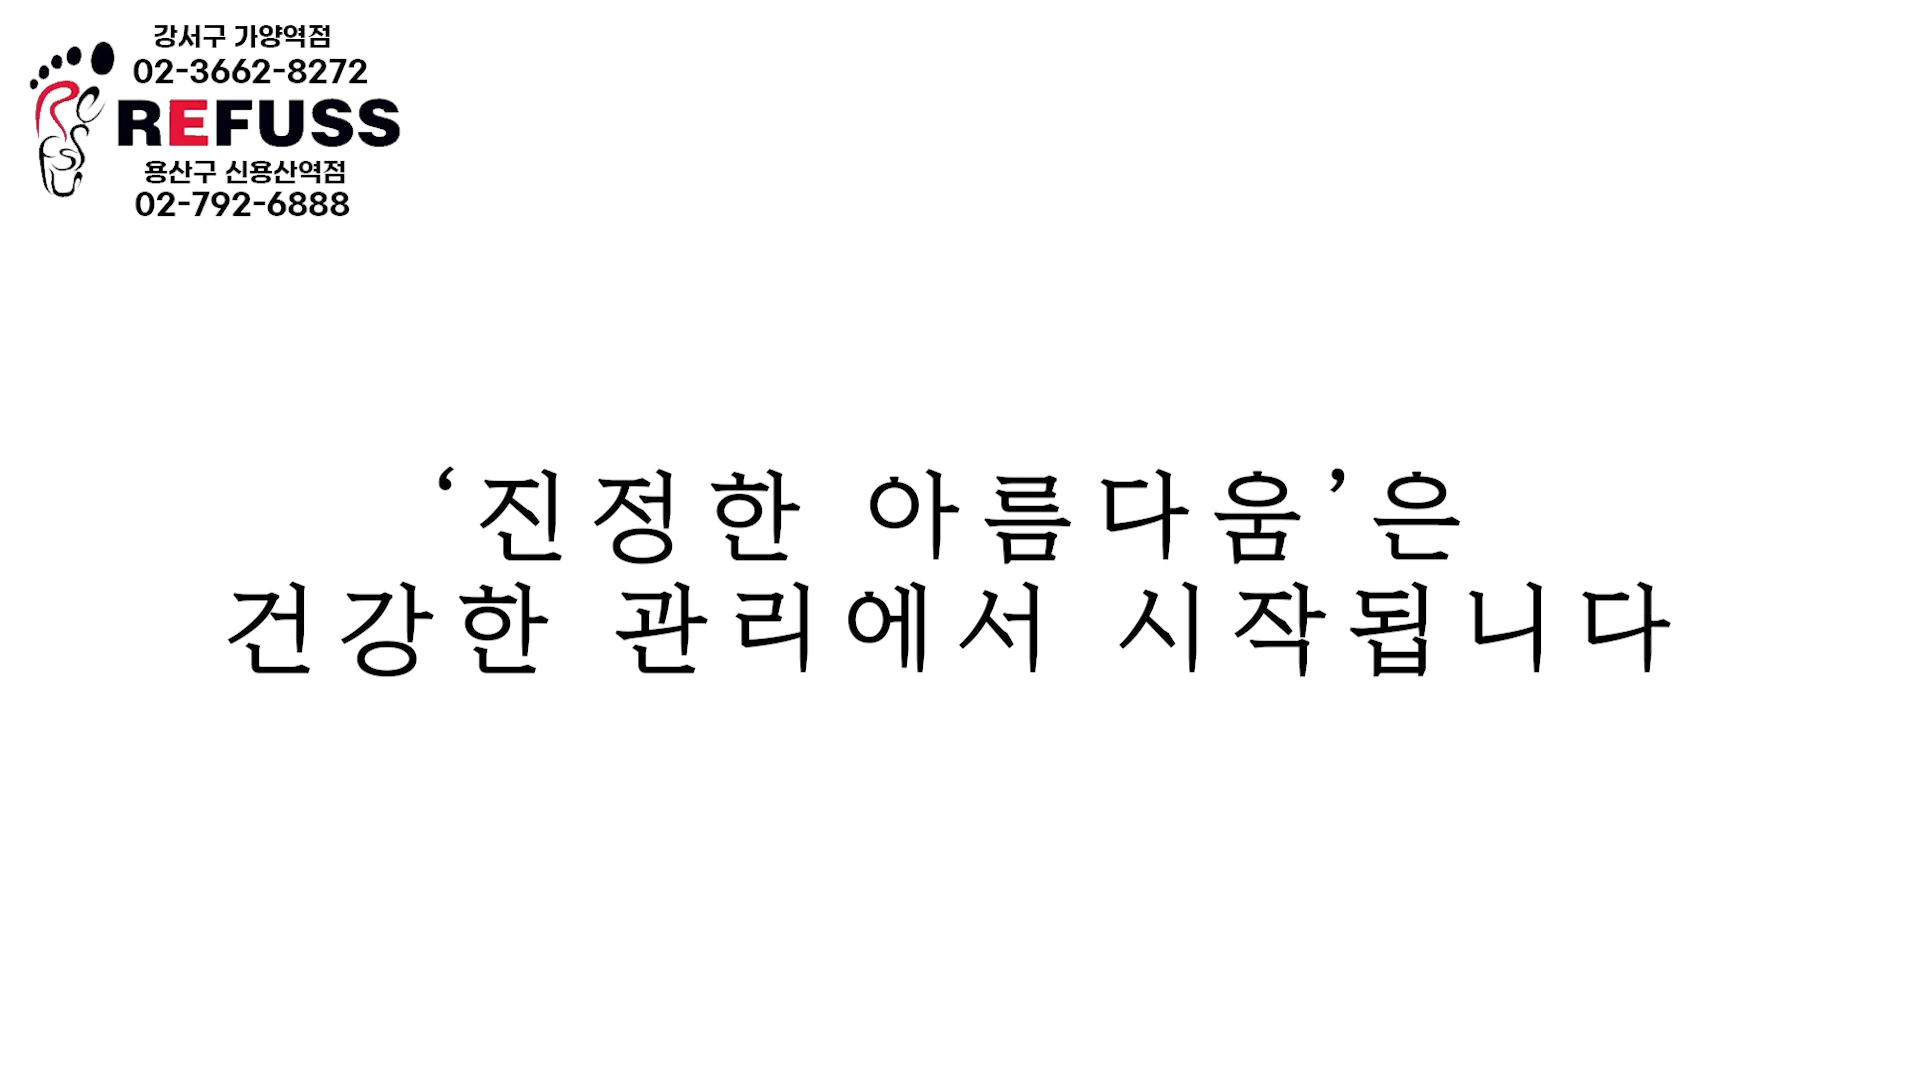 강서구 가양역점
02-3662-8272
REFUSS
용산구 신용산역점
02-792-6888
‘진정한 아름다움’은
건강한 관리에서 시작됩니다